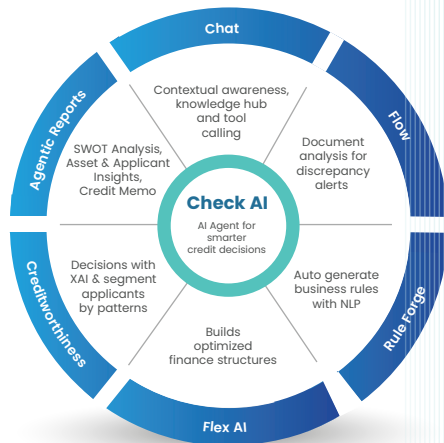 Chat
Contextual awareness,
knowledge hub
and tool
calling
Flow
Document
analysis for
discrepancy
alerts
Rule Forge
Auto generate
business rules
with NLP
Flex AI
Builds
optimized
finance structures
Creditworthiness
Decisions with
XAI & segment
applicants
by patterns
Agentic Reports
SWOT Analysis,
Asset & Applicant
Insights,
Credit Memo
Check AI
AI Agent for
smarter
credit decisions